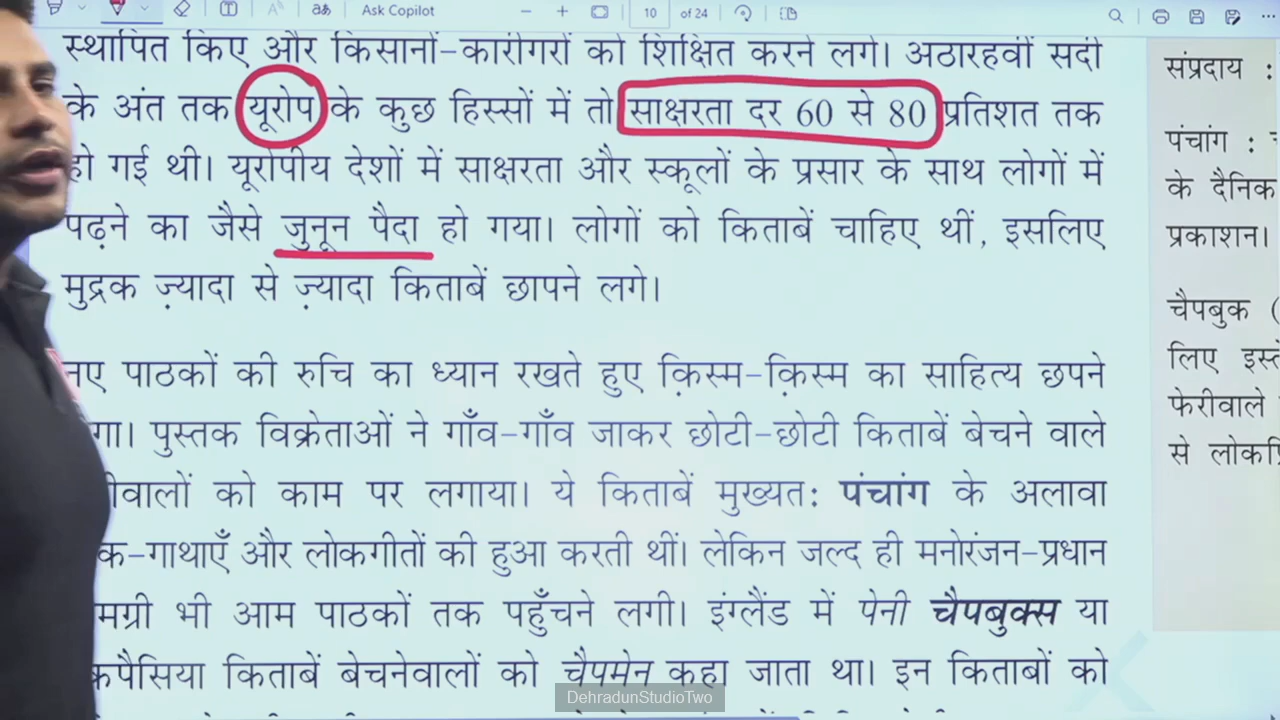 Ask Copilot
10 of 24
स्थापित किए और किसानों-कारीगरों को शिक्षित करने लगे। अठारहवीं सदी
के अंत तक यूरोप के कुछ हिस्सों में तो साक्षरता दर 60 से 80 प्रतिशत तक
हो गई थी। यूरोपीय देशों में साक्षरता और स्कूलों के प्रसार के साथ लोगों में
पढ़ने का जैसे जुनून पैदा हो गया। लोगों को किताबें चाहिए थीं, इसलिए
मुद्रक ज़्यादा से ज़्यादा किताबें छापने लगे।
नए पाठकों की रुचि का ध्यान रखते हुए क़िस्म-क़िस्म का साहित्य छपने
गा। पुस्तक विक्रेताओं ने गाँव-गाँव जाकर छोटी-छोटी किताबें बेचने वाले
को काम पर लगाया। ये किताबें मुख्यतः पंचांग के अलावा
क-गाथाएँ और लोकगीतों की हुआ करती थीं। लेकिन जल्द ही मनोरंजन-प्रधान
मग्री भी आम पाठकों तक पहुँचने लगी। इंग्लैंड में पेनी चैपबुक्स या
कपैसिया किताबें बेचनेवालों को चैपमेन कहा जाता था। इन किताबों को
संप्रदाय :
पंचांग :
के दैनिक
प्रकाशन।
चैपबुक (
लिए इस्ते
फेरीवाले
से लोकप्रि
DehradunStudioTwo